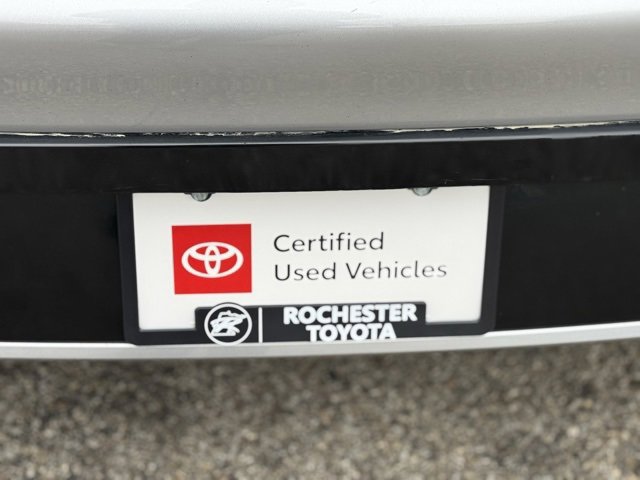 Certified
Used Vehicles
ROCHESTER
TOYOTA